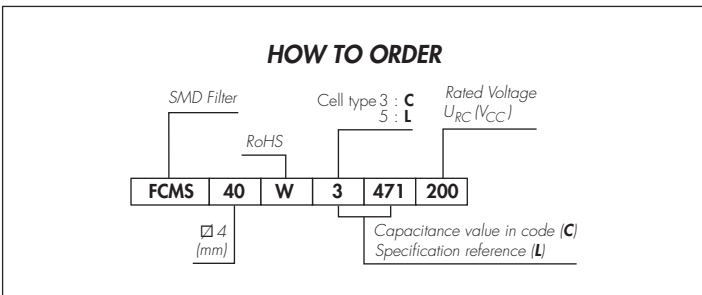 HOW TO ORDER
SMD Filter
Cell type 3 : C
5 : L
Rated Voltage
URC (VCC)
RoHS
FCMS 40 W 3 471 200
4
(mm)
Capacitance value in code (C)
Specification reference (L)